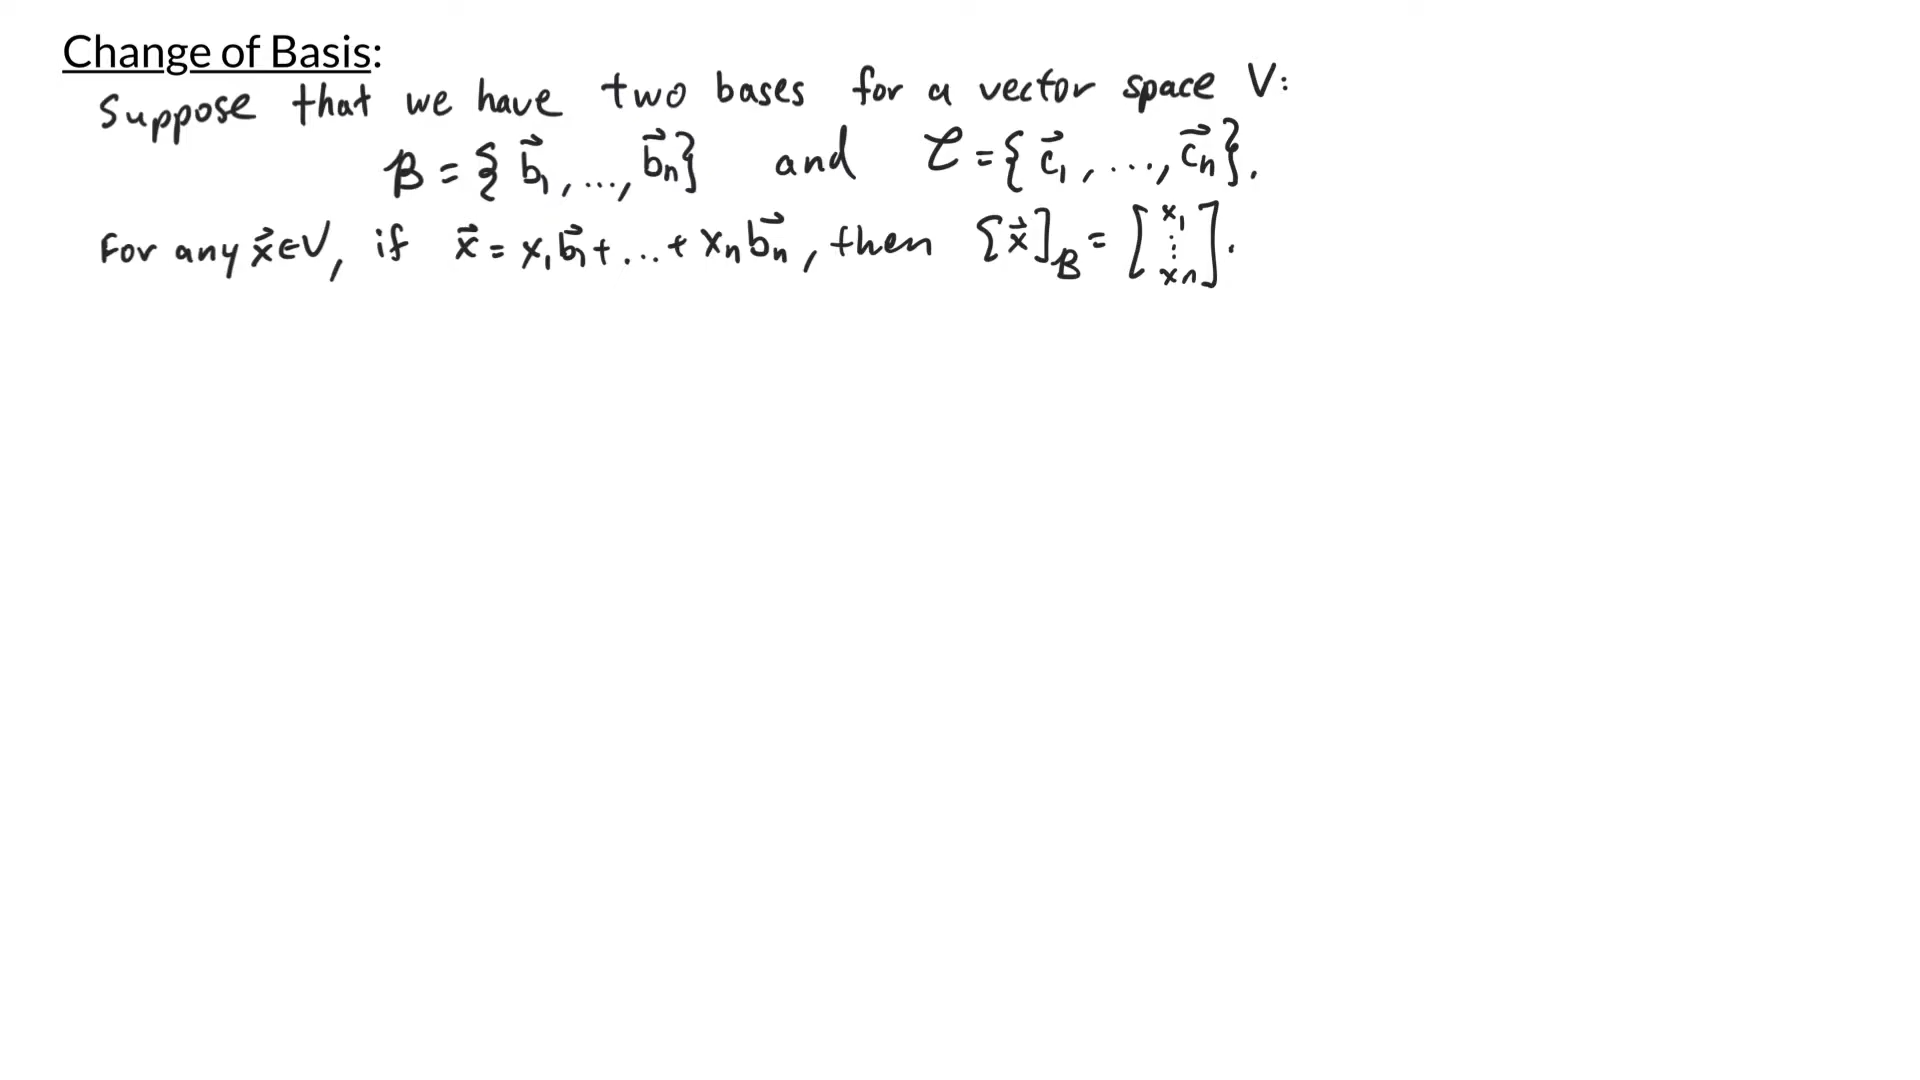 Change of Basis:
Suppose that we have two bases for a vector space V:
B = { b⃗₁, ..., b⃗ₙ} and C = { c⃗₁, ..., c⃗ₙ}.
For any x⃗ ∈ V, if x⃗ = x₁b⃗₁ + ... + xₙb⃗ₙ, then [x⃗]_B = [x₁ ⋮ xₙ].